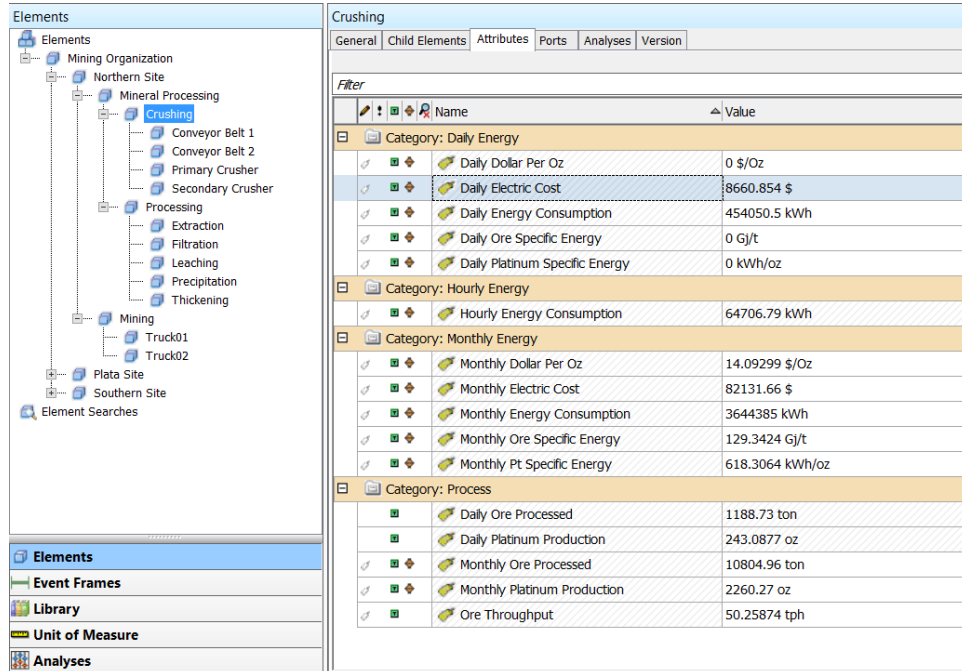 Elements
Elements
Mining Organization
Northern Site
Mineral Processing
Crushing
Conveyor Belt 1
Conveyor Belt 2
Primary Crusher
Secondary Crusher
Processing
Extraction
Filtration
Leaching
Precipitation
Thickening
Mining
Truck01
Truck02
Plata Site
Southern Site
Element Searches
Elements
Event Frames
Library
Unit of Measure
Analyses
Crushing
General Child Elements Attributes Ports Analyses Version
Filter
Name Value
Category: Daily Energy
Daily Dollar Per Oz 0 $/Oz
Daily Electric Cost 8660.854 $
Daily Energy Consumption 454050.5 kWh
Daily Ore Specific Energy 0 Gj/t
Daily Platinum Specific Energy 0 kWh/oz
Category: Hourly Energy
Hourly Energy Consumption 64706.79 kWh
Category: Monthly Energy
Monthly Dollar Per Oz 14.09299 $/Oz
Monthly Electric Cost 82131.66 $
Monthly Energy Consumption 3644385 kWh
Monthly Ore Specific Energy 129.3424 Gj/t
Monthly Pt Specific Energy 618.3064 kWh/oz
Category: Process
Daily Ore Processed 1188.73 ton
Daily Platinum Production 243.0877 oz
Monthly Ore Processed 10804.96 ton
Monthly Platinum Production 2260.27 oz
Ore Throughput 50.25874 tph